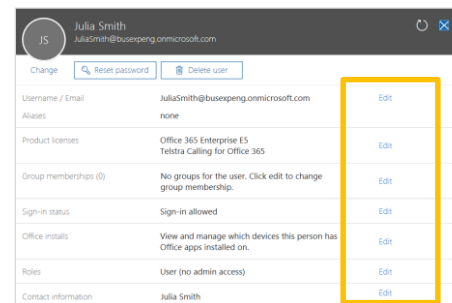 JS
Julia Smith
JuliaSmith@busexpeng.onmicrosoft.com
Change Reset password Delete user
Username / Email JuliaSmith@busexpeng.onmicrosoft.com Edit
Aliases none
Product licenses Office 365 Enterprise E5
Telstra Calling for Office 365 Edit
Group memberships (0) No groups for the user. Click edit to change
group membership. Edit
Sign-in status Sign-in allowed Edit
Office installs View and manage which devices this person has
Office apps installed on. Edit
Roles User (no admin access) Edit
Contact information Julia Smith Edit